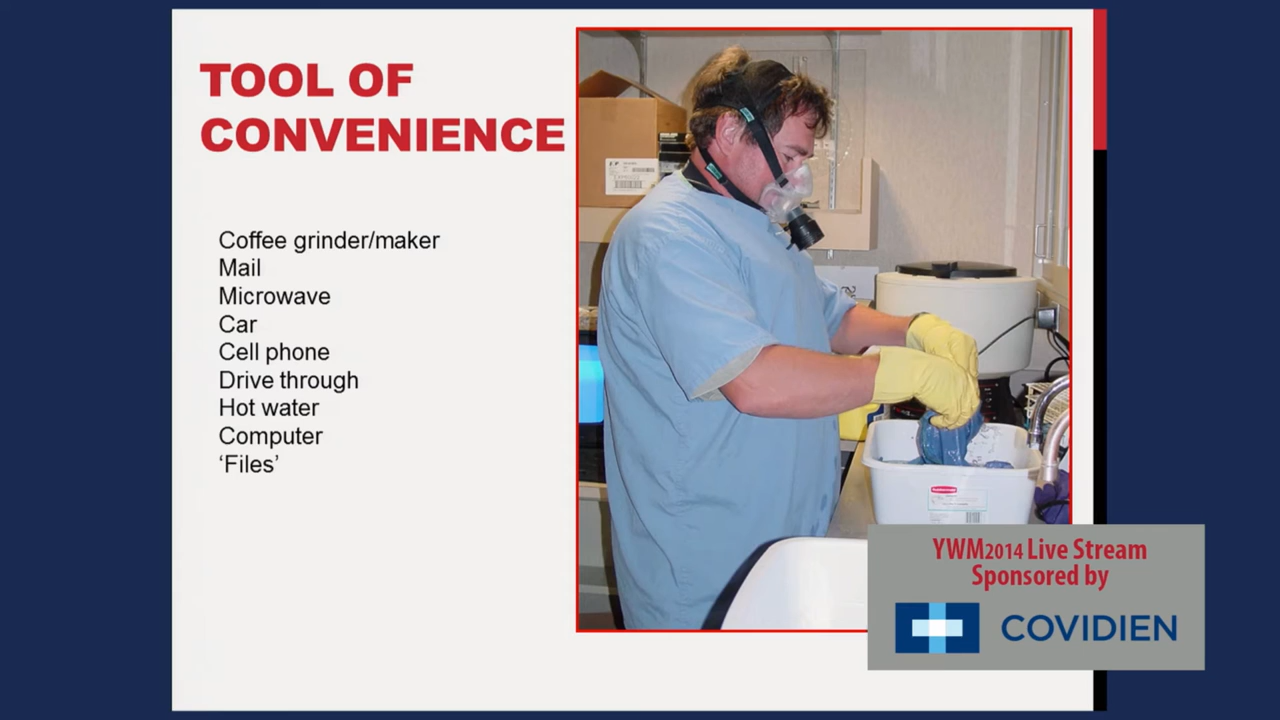 TOOL OF
CONVENIENCE
Coffee grinder/maker
Mail
Microwave
Car
Cell phone
Drive through
Hot water
Computer
‘Files’
YWM2014 Live Stream
Sponsored by
COVIDIEN